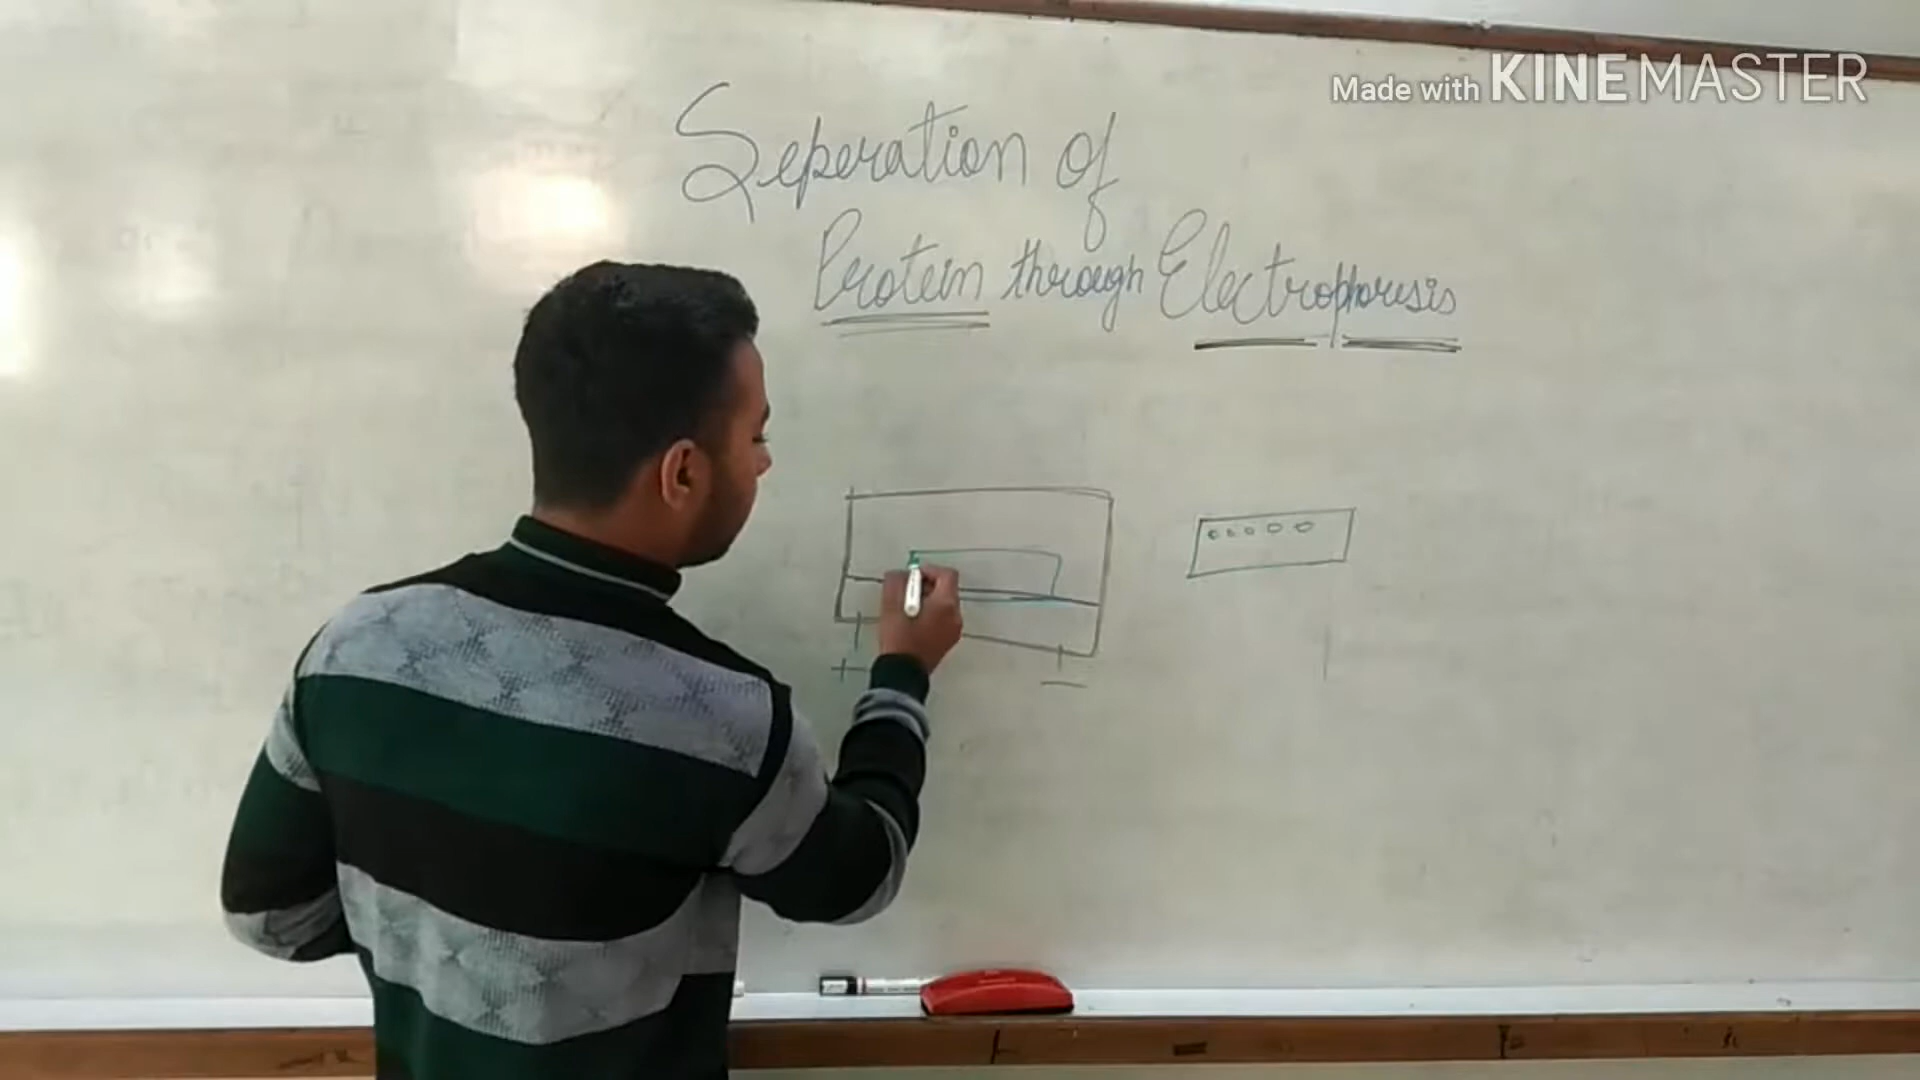 Made with KINEMASTER
Seperation of
Protein through Electrophoresis
+
—